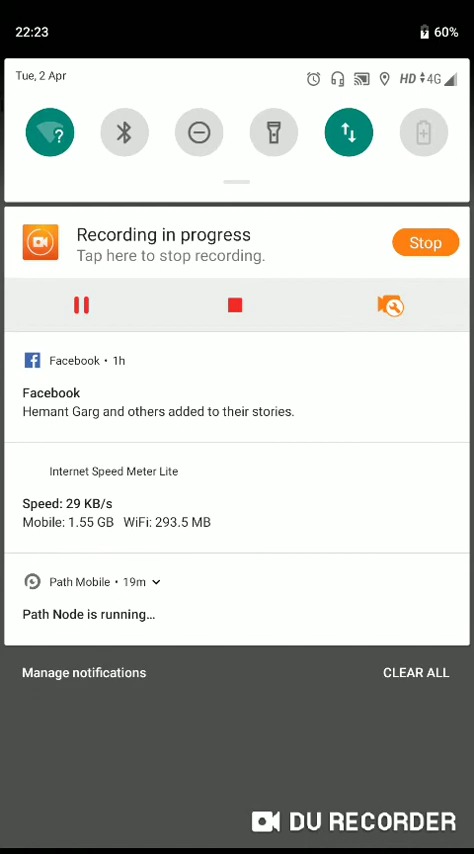 22:23
60%
Tue, 2 Apr
HD 4G
?
Recording in progress
Tap here to stop recording.
Stop
Facebook • 1h
Facebook
Hemant Garg and others added to their stories.
Internet Speed Meter Lite
Speed: 29 KB/s
Mobile: 1.55 GB WiFi: 293.5 MB
Path Mobile • 19m
Path Node is running...
Manage notifications
CLEAR ALL
DU RECORDER